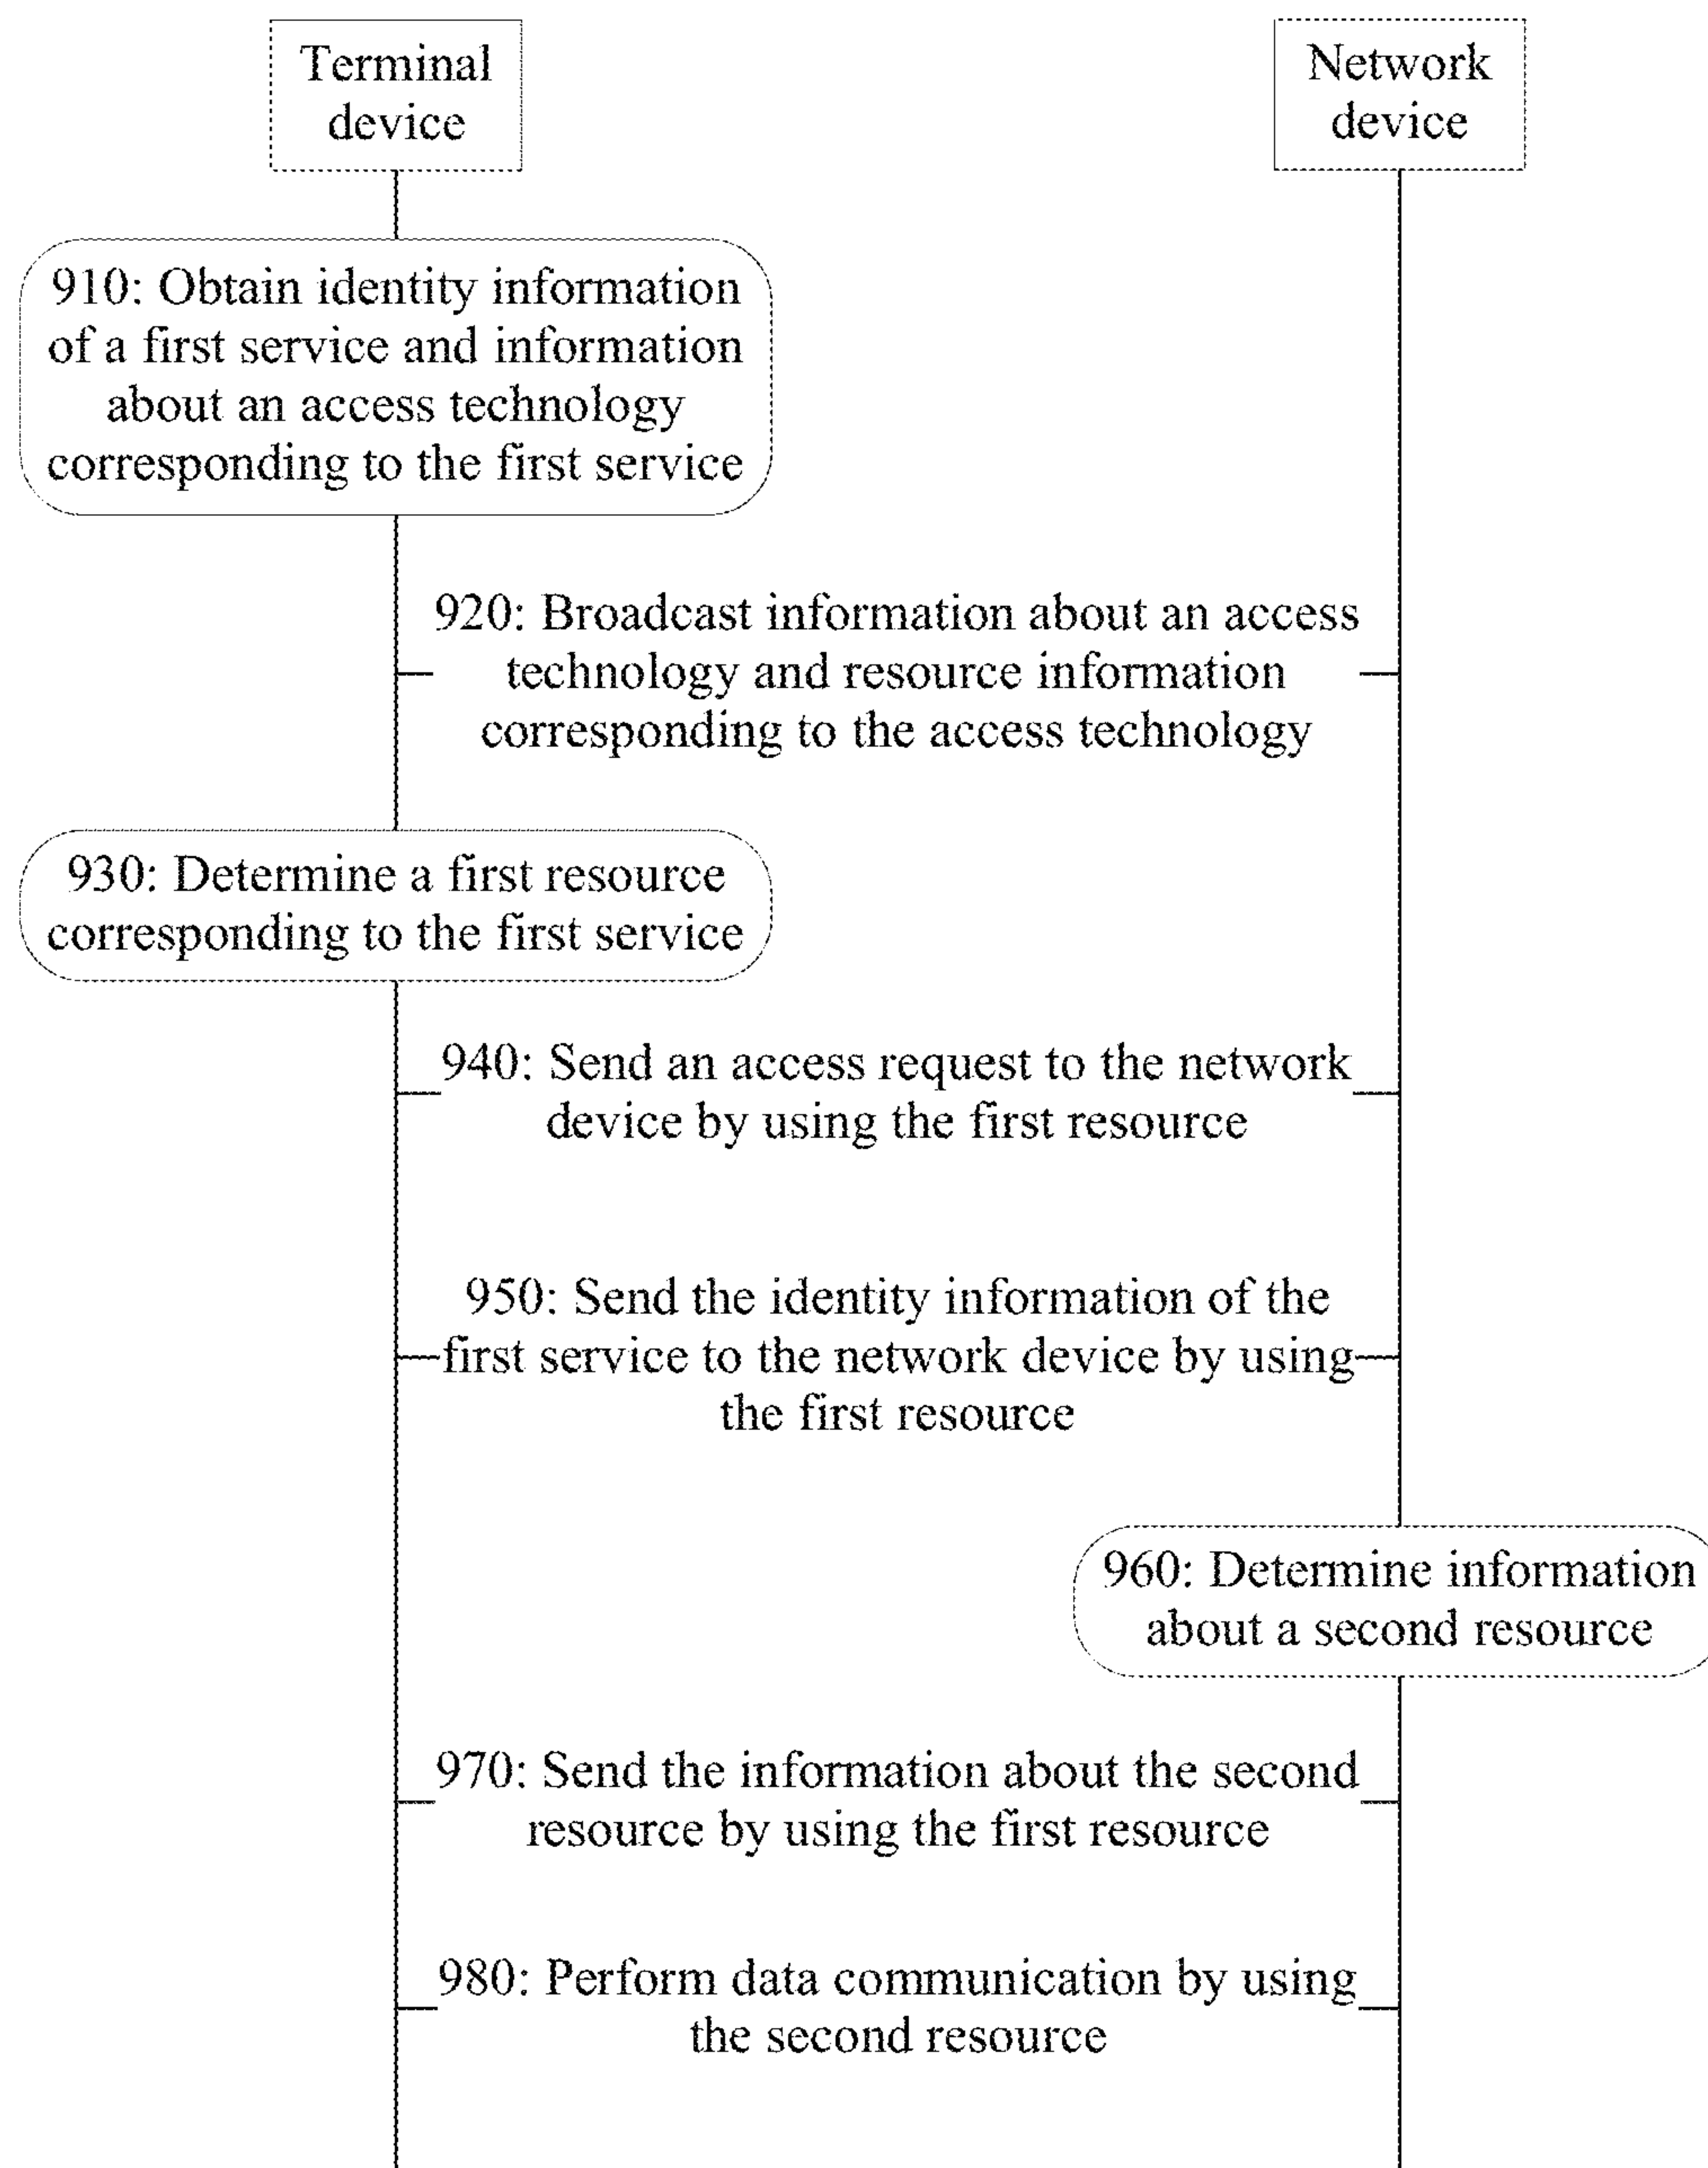 Terminal
device
Network
device
910: Obtain identity information
of a first service and information
about an access technology
corresponding to the first service
920: Broadcast information about an access
technology and resource information
corresponding to the access technology
930: Determine a first resource
corresponding to the first service
940: Send an access request to the network
device by using the first resource
950: Send the identity information of the
first service to the network device by using
the first resource
960: Determine information
about a second resource
970: Send the information about the second
resource by using the first resource
980: Perform data communication by using
the second resource